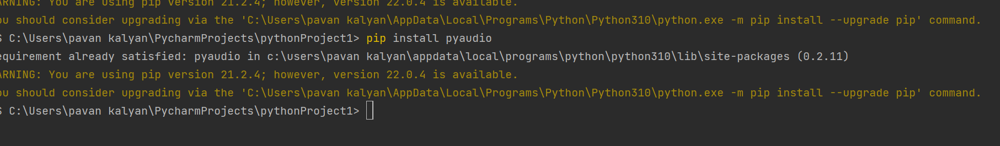 ARNING: You are using pip version 21.2.4; however, version 22.0.4 is available.
ou should consider upgrading via the 'C:\Users\pavan kalyan\AppData\Local\Programs\Python\Python310\python.exe -m pip install --upgrade pip' command.
S C:\Users\pavan kalyan\PycharmProjects\pythonProject1> pip install pyaudio
equirement already satisfied: pyaudio in c:\users\pavan kalyan\appdata\local\programs\python\python310\lib\site-packages (0.2.11)
ARNING: You are using pip version 21.2.4; however, version 22.0.4 is available.
ou should consider upgrading via the 'C:\Users\pavan kalyan\AppData\Local\Programs\Python\Python310\python.exe -m pip install --upgrade pip' command.
S C:\Users\pavan kalyan\PycharmProjects\pythonProject1>